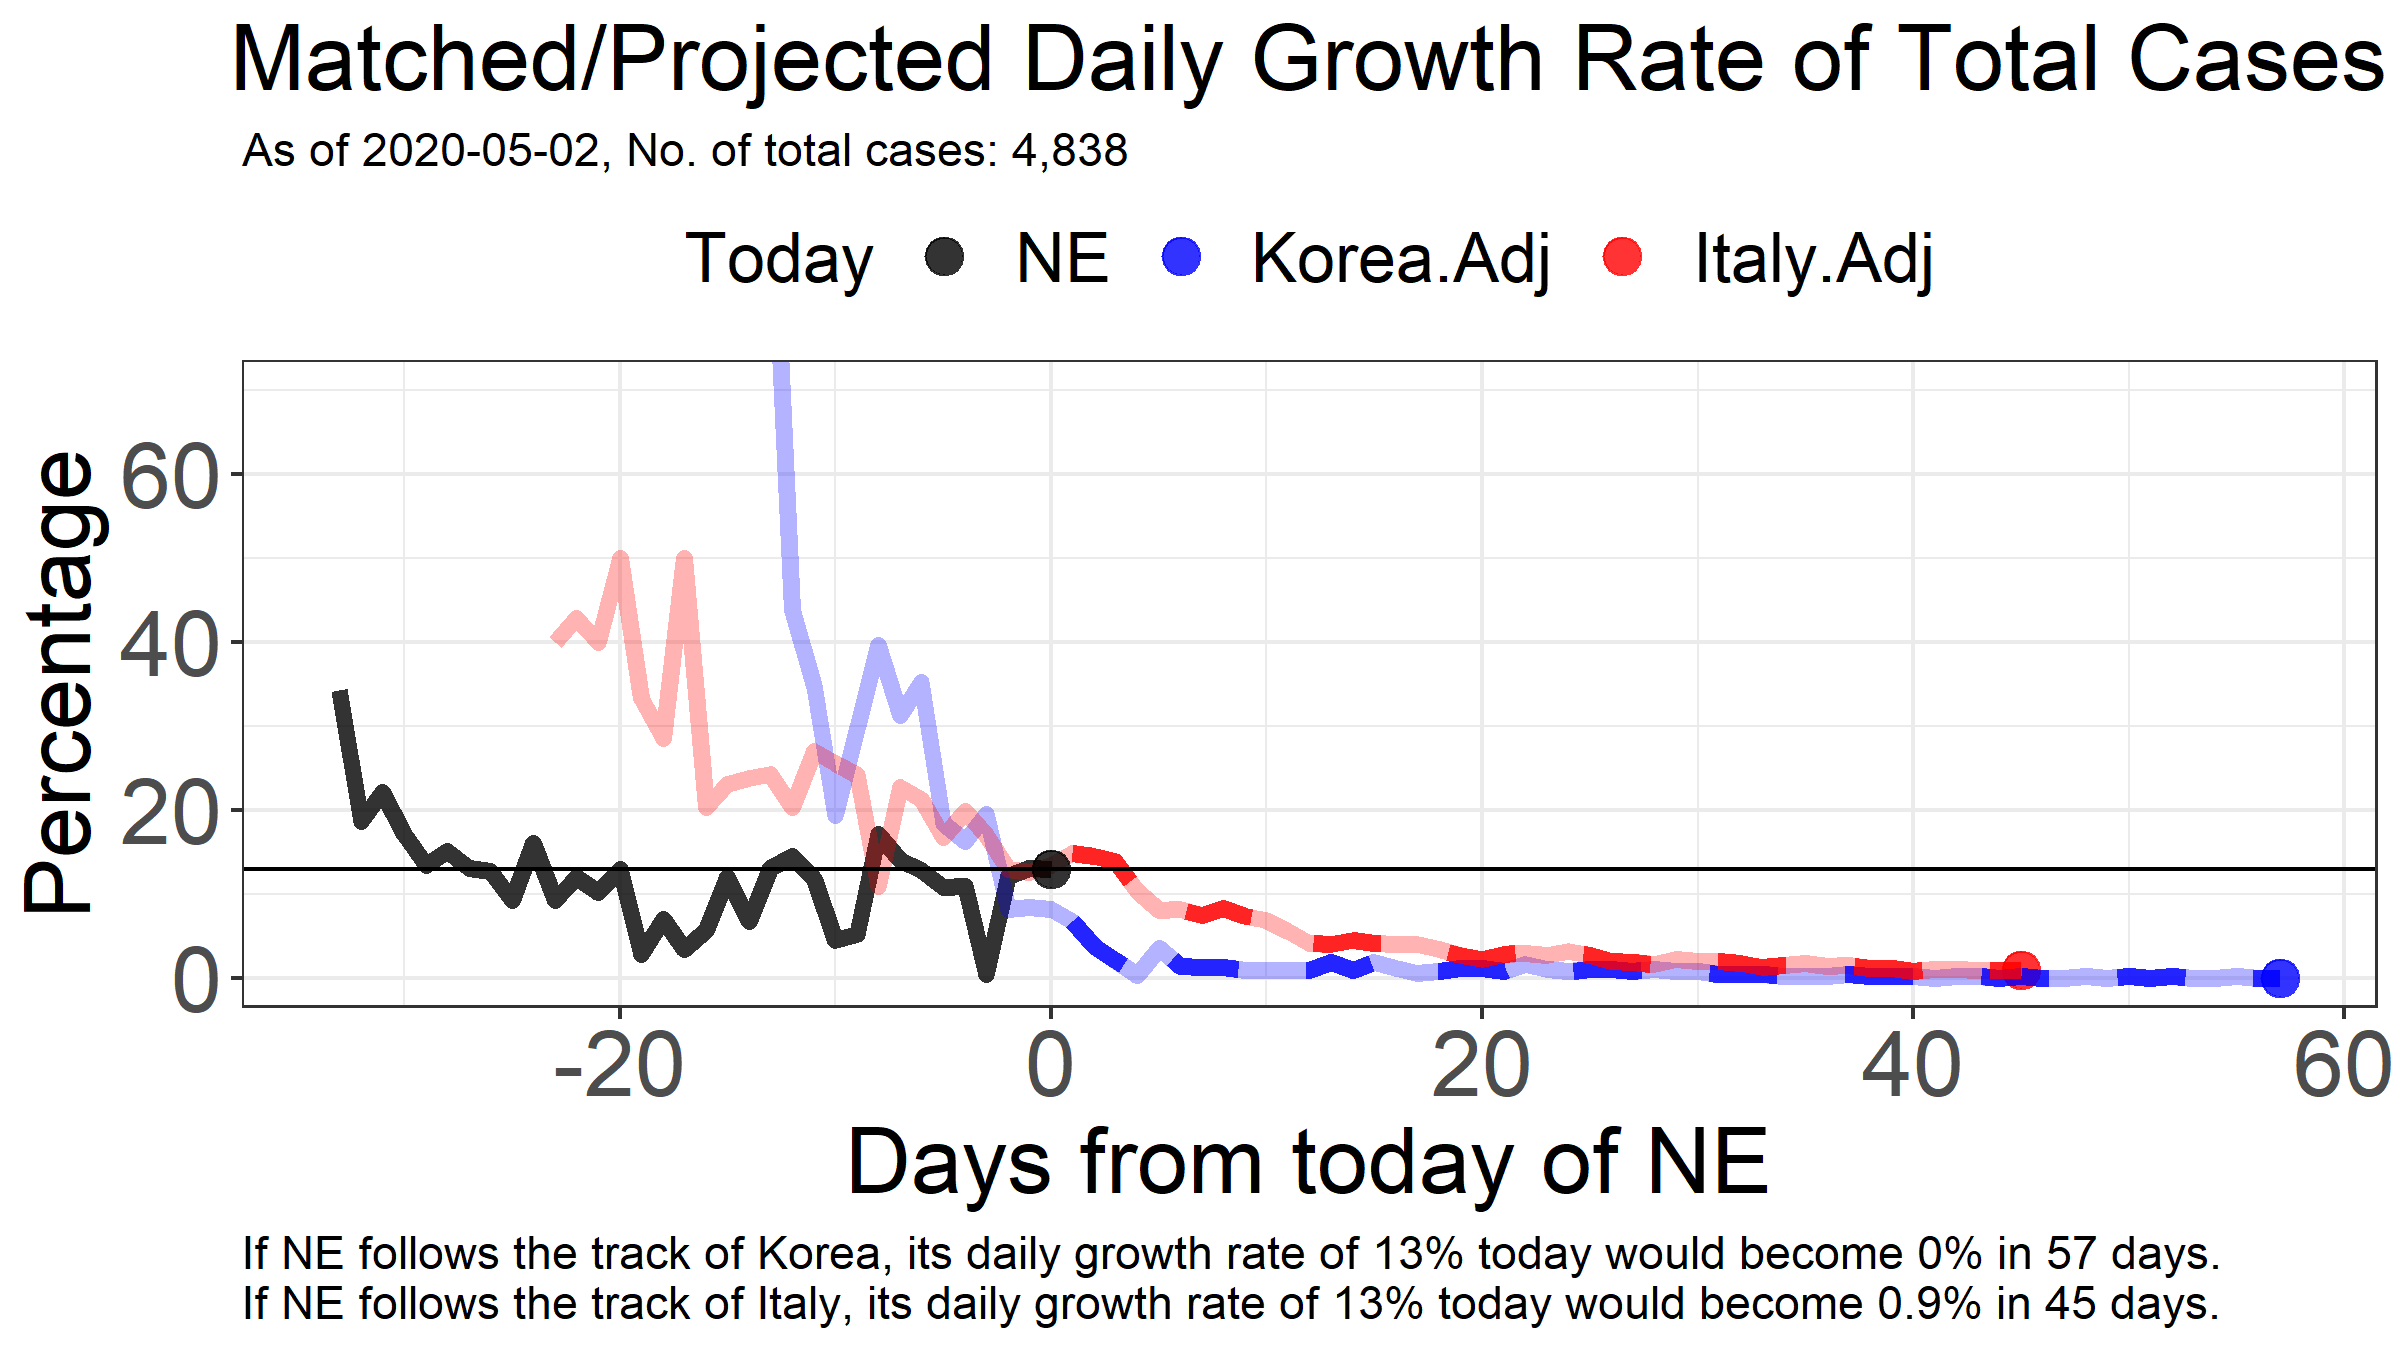 Matched/Projected Daily Growth Rate of Total Cases
As of 2020-05-02, No. of total cases: 4,838
Today NE Korea.Adj Italy.Adj
Percentage
60
40
20
0
-20 0 20 40 60
Days from today of NE
If NE follows the track of Korea, its daily growth rate of 13% today would become 0% in 57 days.
If NE follows the track of Italy, its daily growth rate of 13% today would become 0.9% in 45 days.